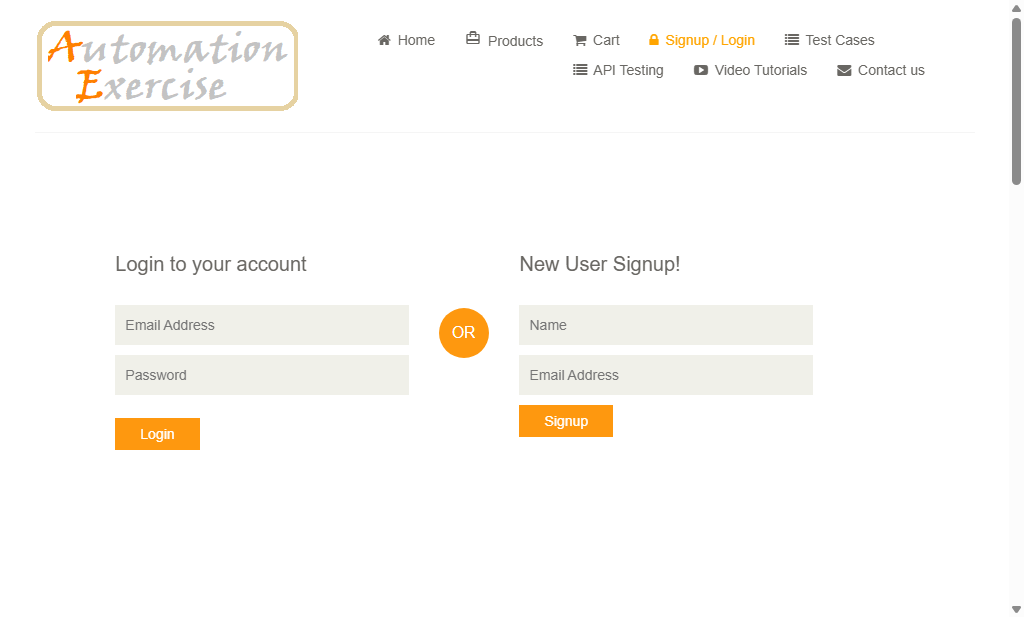 Automation
Exercise
Home Products Cart Signup / Login Test Cases
API Testing Video Tutorials Contact us
Login to your account
Email Address
Password
Login
OR
New User Signup!
Name
Email Address
Signup